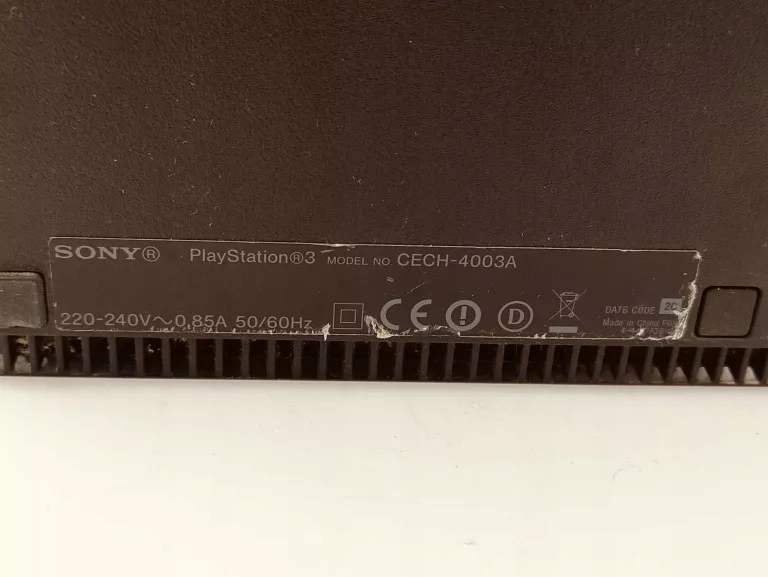 SONY® PlayStation®3 MODEL NO. CECH-4003A
220-240V～0.85A 50/60Hz CE D
DATE CODE 2C
Made in China